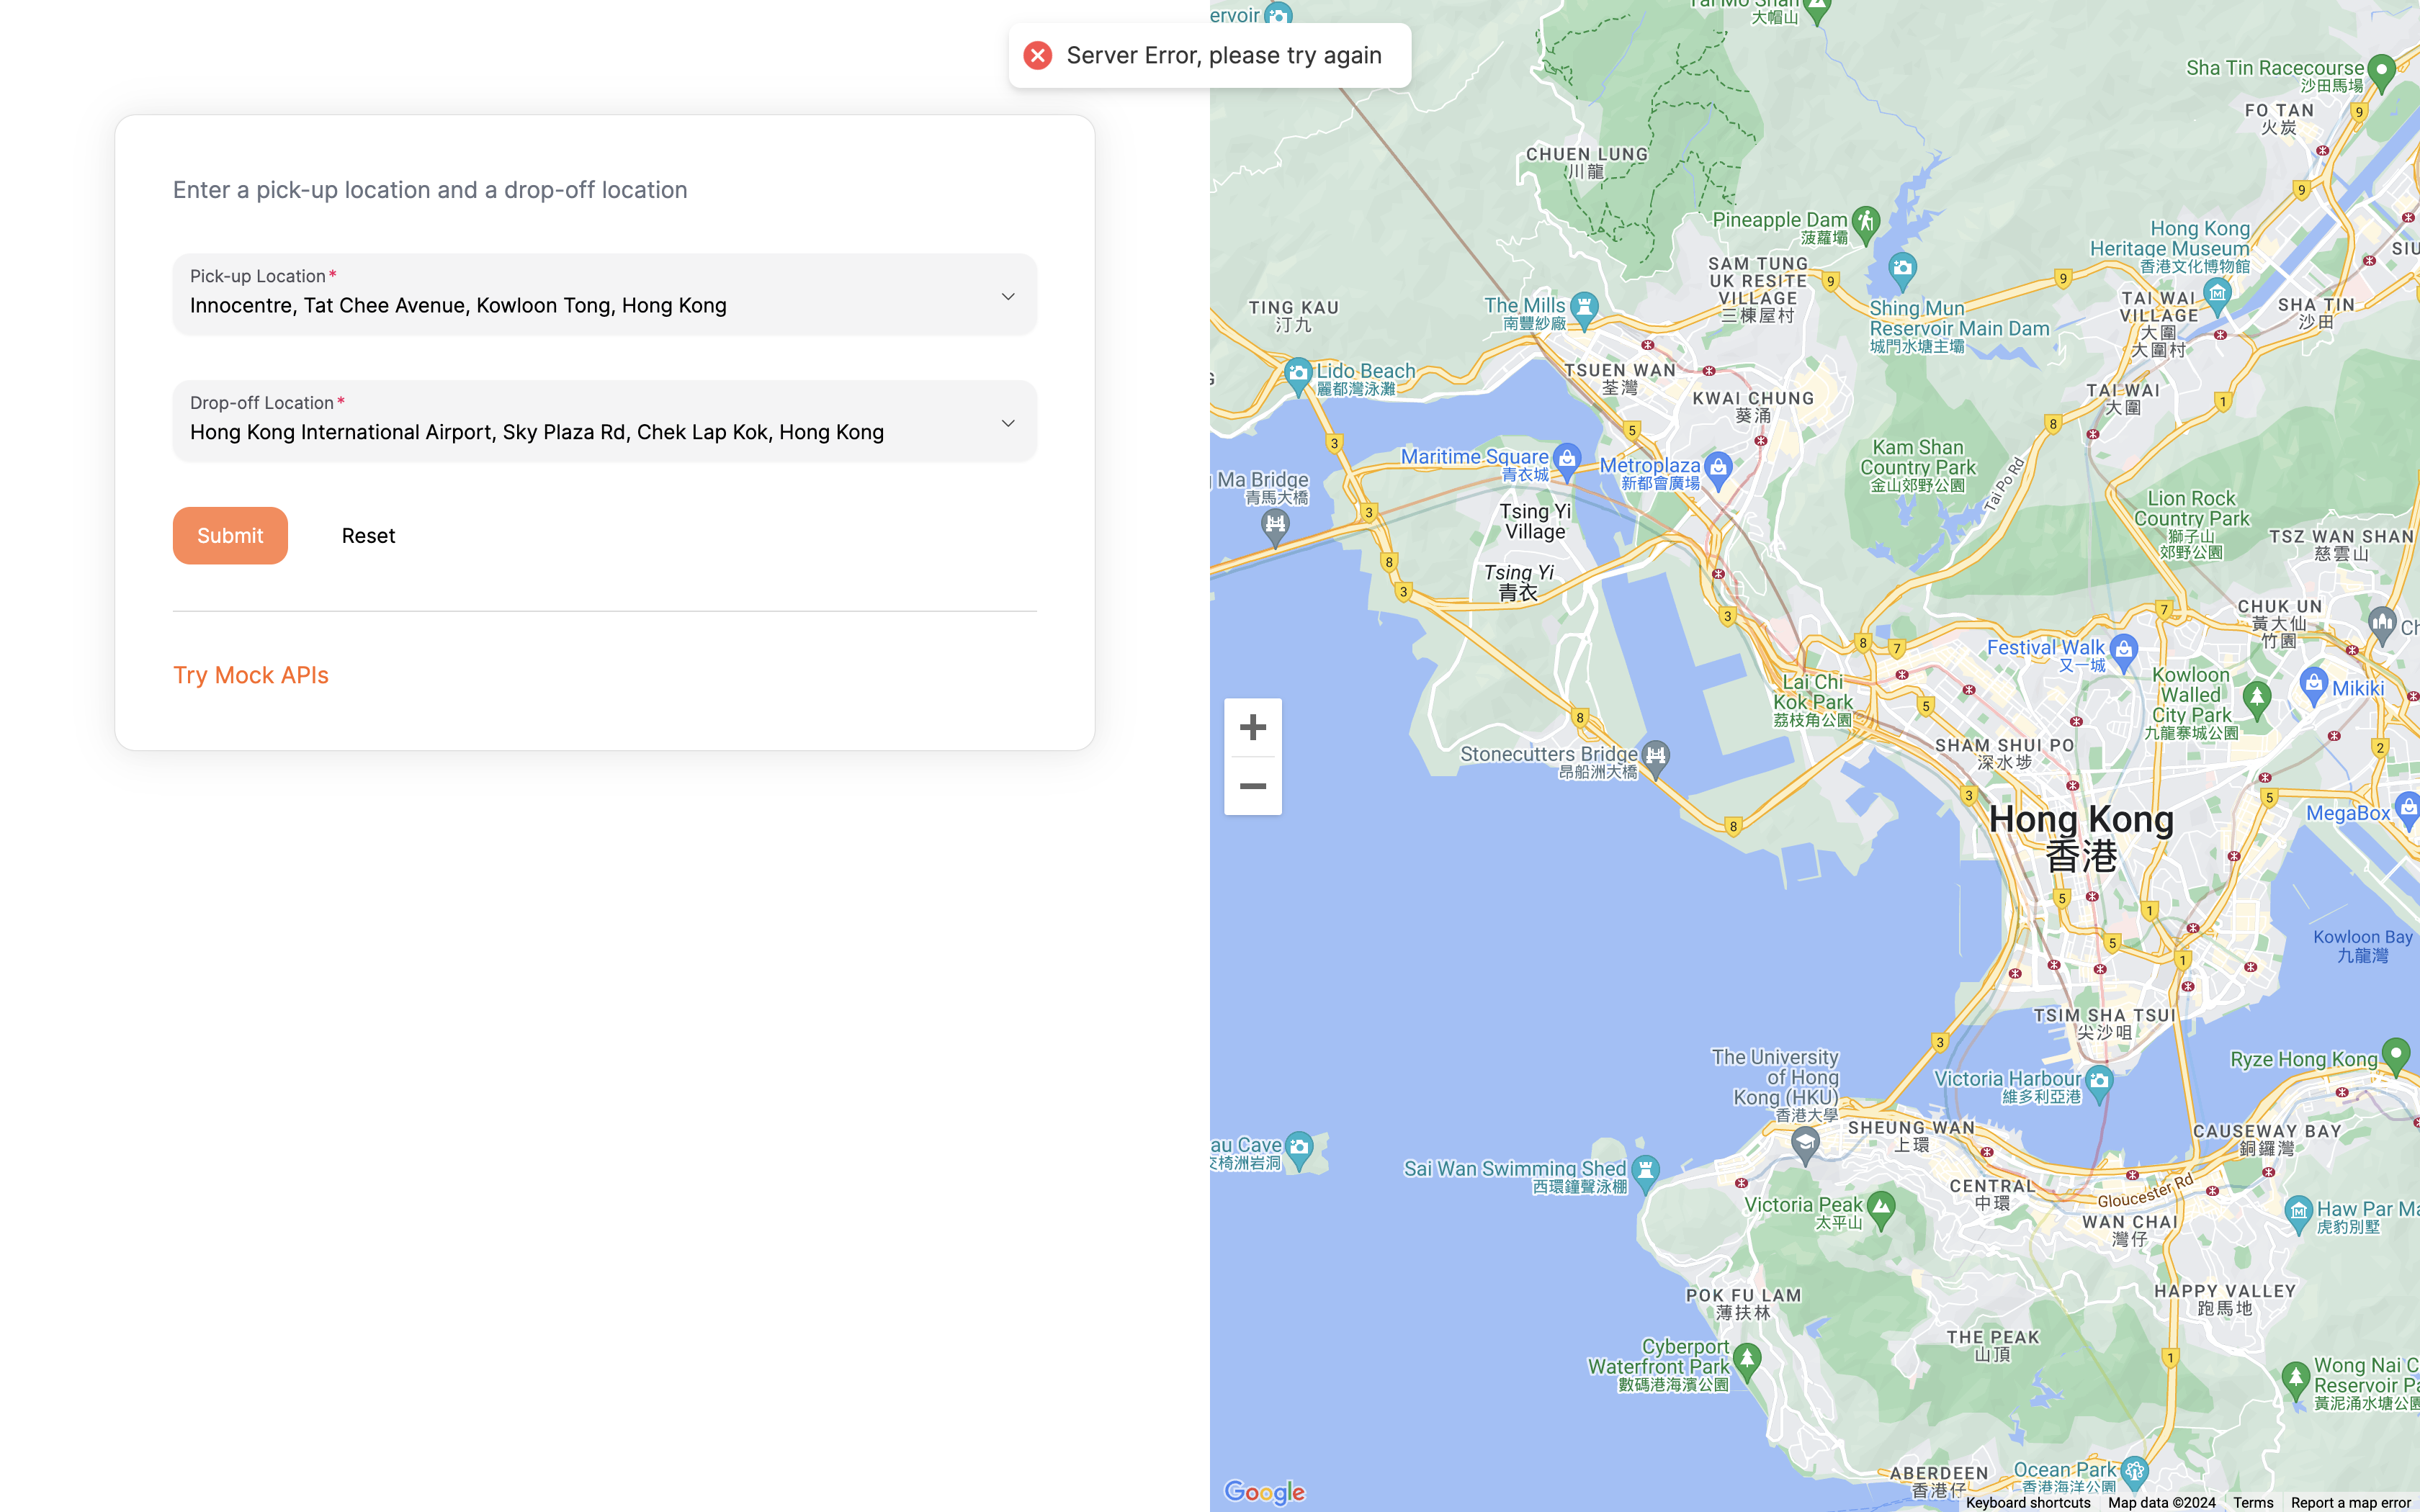 Server Error, please try again
Enter a pick-up location and a drop-off location
Pick-up Location*
Innocentre, Tat Chee Avenue, Kowloon Tong, Hong Kong
Drop-off Location*
Hong Kong International Airport, Sky Plaza Rd, Chek Lap Kok, Hong Kong
Submit
Reset
Try Mock APIs
ervoir
大帽山
Sha Tin Racecourse
沙田馬場
FO TAN
火炭
CHUEN LUNG
川龍
Pineapple Dam
菠蘿壩
Hong Kong
Heritage Museum
香港文化博物館
SIU
SAM TUNG
UK RESITE
VILLAGE
三棟屋村
TING KAU
汀九
The Mills
南豐紗廠
Shing Mun
Reservoir Main Dam
城門水塘主壩
TAI WAI
VILLAGE
大圍
大圍村
SHA TIN
沙田
Lido Beach
麗都灣泳灘
TSUEN WAN
荃灣
KWAI CHUNG
葵涌
TAI WAI
大圍
Maritime Square
青衣城
Metroplaza
新都會廣場
Kam Shan
Country Park
金山郊野公園
Tai Po Rd
Ma Bridge
青馬大橋
Tsing Yi
Village
Tsing Yi
青衣
Lion Rock
Country Park
獅子山
郊野公園
TSZ WAN SHAN
慈雲山
CHUK UN
黃大仙
竹園
Ch
Festival Walk
又一城
Lai Chi
Kok Park
荔枝角公園
Kowloon
Walled
City Park
九龍寨城公園
Mikiki
Stonecutters Bridge
昂船洲大橋
SHAM SHUI PO
深水埗
MegaBox
Hong Kong
香港
Kowloon Bay
九龍灣
TSIM SHA TSUI
尖沙咀
The University
of Hong
Kong (HKU)
香港大學
Victoria Harbour
維多利亞港
Ryze Hong Kong
au Cave
交椅洲岩洞
Sai Wan Swimming Shed
西環鐘聲泳棚
SHEUNG WAN
上環
CAUSEWAY BAY
銅鑼灣
CENTRAL
中環
Gloucester Rd
Victoria Peak
太平山
WAN CHAI
灣仔
Haw Par Ma
虎豹別墅
POK FU LAM
薄扶林
HAPPY VALLEY
跑馬地
THE PEAK
山頂
Cyberport
Waterfront Park
數碼港海濱公園
Wong Nai C
Reservoir Pa
黃泥涌水塘公園
ABERDEEN
香港仔
Ocean Park
香港海洋公園
Google
Keyboard shortcuts
Map data ©2024
Terms
Report a map error